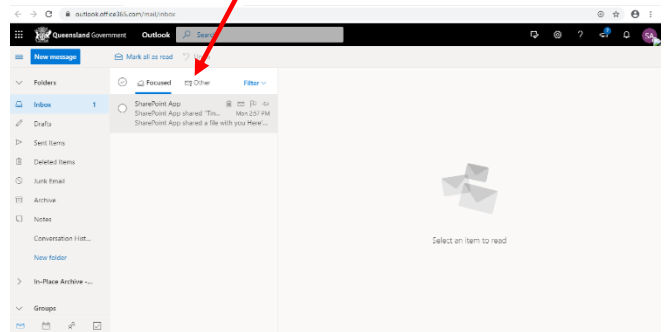 outlook.office365.com/mail/inbox
Queensland Government Outlook Search
New message Mark all as read Undo
Folders Focused Other Filter
Inbox 1 SharePoint App
SharePoint App shared "Tin... Mon 2:57 PM
SharePoint App shared a file with you Here'...
Drafts
Sent Items
Deleted Items
Junk Email
Archive
Notes
Conversation Hist...
New folder
In-Place Archive -...
Groups
Select an item to read
SA